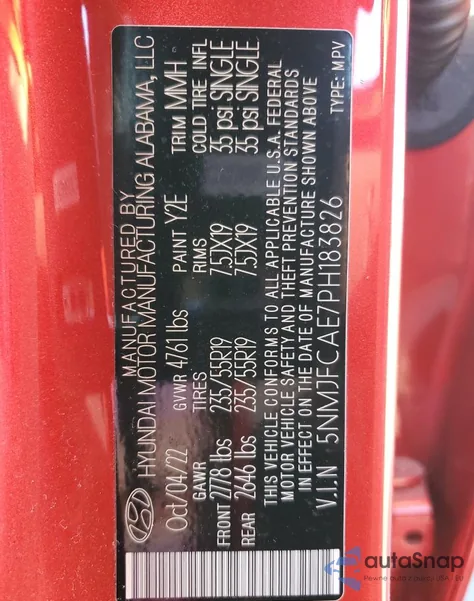 MANUFACTURED BY
HYUNDAI MOTOR MANUFACTURING ALABAMA, LLC
Oct/04/22 GVWR 4761 lbs PAINT Y2E TRIM MMH
GAWR TIRES RIMS COLD TIRE INFL
FRONT 2778 lbs 235/55R19 7.5JX19 35 psi SINGLE
REAR 2646 lbs 235/55R19 7.5JX19 35 psi SINGLE
THIS VEHICLE CONFORMS TO ALL APPLICABLE U.S.A. FEDERAL
MOTOR VEHICLE SAFETY AND THEFT PREVENTION STANDARDS
IN EFFECT ON THE DATE OF MANUFACTURE SHOWN ABOVE
V.I.N 5NMJFCAE7PH183826 TYPE: MPV
autoSnap